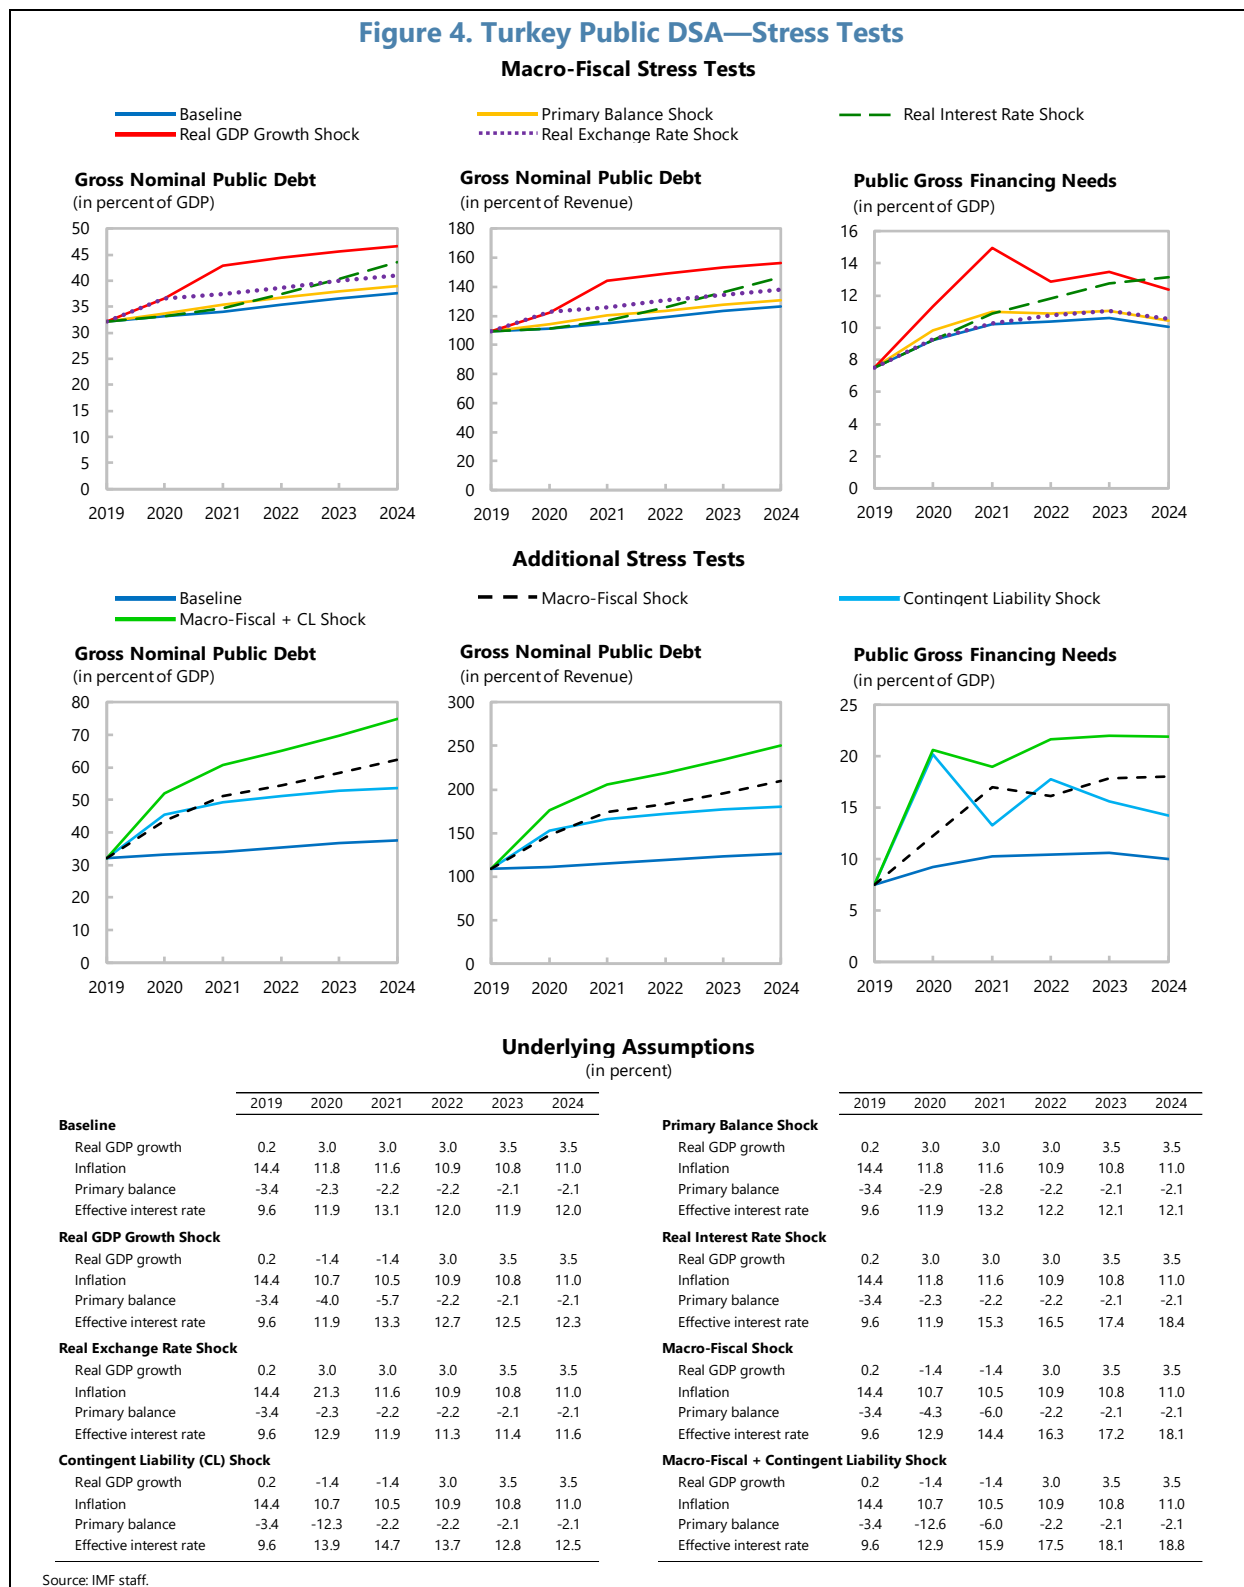 Figure 4. Turkey Public DSA—Stress Tests
Macro-Fiscal Stress Tests
Baseline
Primary Balance Shock
Real Interest Rate Shock
Real GDP Growth Shock
Real Exchange Rate Shock
Gross Nominal Public Debt
(in percent of GDP)
50
45
40
35
30
25
20
15
10
5
0
2019 2020 2021 2022 2023 2024
Gross Nominal Public Debt
(in percent of Revenue)
180
160
140
120
100
80
60
40
20
0
2019 2020 2021 2022 2023 2024
Public Gross Financing Needs
(in percent of GDP)
16
14
12
10
8
6
4
2
0
2019 2020 2021 2022 2023 2024
Additional Stress Tests
Baseline
Macro-Fiscal Shock
Contingent Liability Shock
Macro-Fiscal + CL Shock
Gross Nominal Public Debt
(in percent of GDP)
80
70
60
50
40
30
20
10
0
2019 2020 2021 2022 2023 2024
Gross Nominal Public Debt
(in percent of Revenue)
300
250
200
150
100
50
0
2019 2020 2021 2022 2023 2024
Public Gross Financing Needs
(in percent of GDP)
25
20
15
10
5
0
2019 2020 2021 2022 2023 2024
Underlying Assumptions
(in percent)
2019 2020 2021 2022 2023 2024
Baseline
Real GDP growth 0.2 3.0 3.0 3.0 3.5 3.5
Inflation 14.4 11.8 11.6 10.9 10.8 11.0
Primary balance -3.4 -2.3 -2.2 -2.2 -2.1 -2.1
Effective interest rate 9.6 11.9 13.1 12.0 11.9 12.0
Real GDP Growth Shock
Real GDP growth 0.2 -1.4 -1.4 3.0 3.5 3.5
Inflation 14.4 10.7 10.5 10.9 10.8 11.0
Primary balance -3.4 -4.0 -5.7 -2.2 -2.1 -2.1
Effective interest rate 9.6 11.9 13.3 12.7 12.5 12.3
Real Exchange Rate Shock
Real GDP growth 0.2 3.0 3.0 3.0 3.5 3.5
Inflation 14.4 21.3 11.6 10.9 10.8 11.0
Primary balance -3.4 -2.3 -2.2 -2.2 -2.1 -2.1
Effective interest rate 9.6 12.9 11.9 11.3 11.4 11.6
Contingent Liability (CL) Shock
Real GDP growth 0.2 -1.4 -1.4 3.0 3.5 3.5
Inflation 14.4 10.7 10.5 10.9 10.8 11.0
Primary balance -3.4 -12.3 -2.2 -2.2 -2.1 -2.1
Effective interest rate 9.6 13.9 14.7 13.7 12.8 12.5
2019 2020 2021 2022 2023 2024
Primary Balance Shock
Real GDP growth 0.2 3.0 3.0 3.0 3.5 3.5
Inflation 14.4 11.8 11.6 10.9 10.8 11.0
Primary balance -3.4 -2.9 -2.8 -2.2 -2.1 -2.1
Effective interest rate 9.6 11.9 13.2 12.2 12.1 12.1
Real Interest Rate Shock
Real GDP growth 0.2 3.0 3.0 3.0 3.5 3.5
Inflation 14.4 11.8 11.6 10.9 10.8 11.0
Primary balance -3.4 -2.3 -2.2 -2.2 -2.1 -2.1
Effective interest rate 9.6 11.9 15.3 16.5 17.4 18.4
Macro-Fiscal Shock
Real GDP growth 0.2 -1.4 -1.4 3.0 3.5 3.5
Inflation 14.4 10.7 10.5 10.9 10.8 11.0
Primary balance -3.4 -4.3 -6.0 -2.2 -2.1 -2.1
Effective interest rate 9.6 12.9 14.4 16.3 17.2 18.1
Macro-Fiscal + Contingent Liability Shock
Real GDP growth 0.2 -1.4 -1.4 3.0 3.5 3.5
Inflation 14.4 10.7 10.5 10.9 10.8 11.0
Primary balance -3.4 -12.6 -6.0 -2.2 -2.1 -2.1
Effective interest rate 9.6 12.9 15.9 17.5 18.1 18.8
Source: IMF staff.